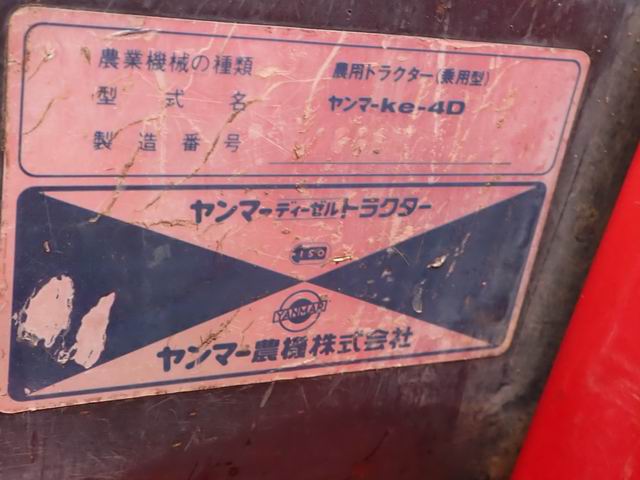 農業機械の種類 農用トラクター(乗用型)
型式名 ヤンマーke-4D
製造番号
ヤンマーディーゼルトラクター
ISO
YANMAR
ヤンマー農機株式会社